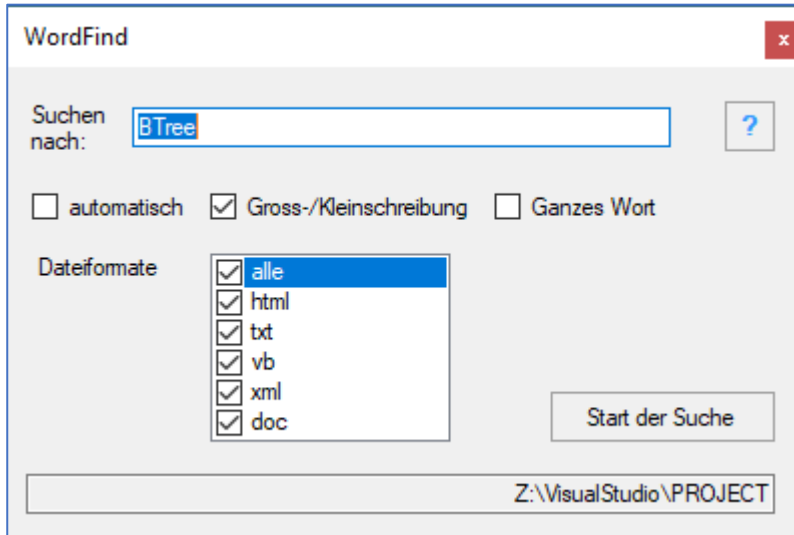 WordFind
x
Suchen
nach:
BTree
?
automatisch
Gross-/Kleinschreibung
Ganzes Wort
Dateiformate
alle
html
txt
vb
xml
doc
Start der Suche
Z:\VisualStudio\PROJECT